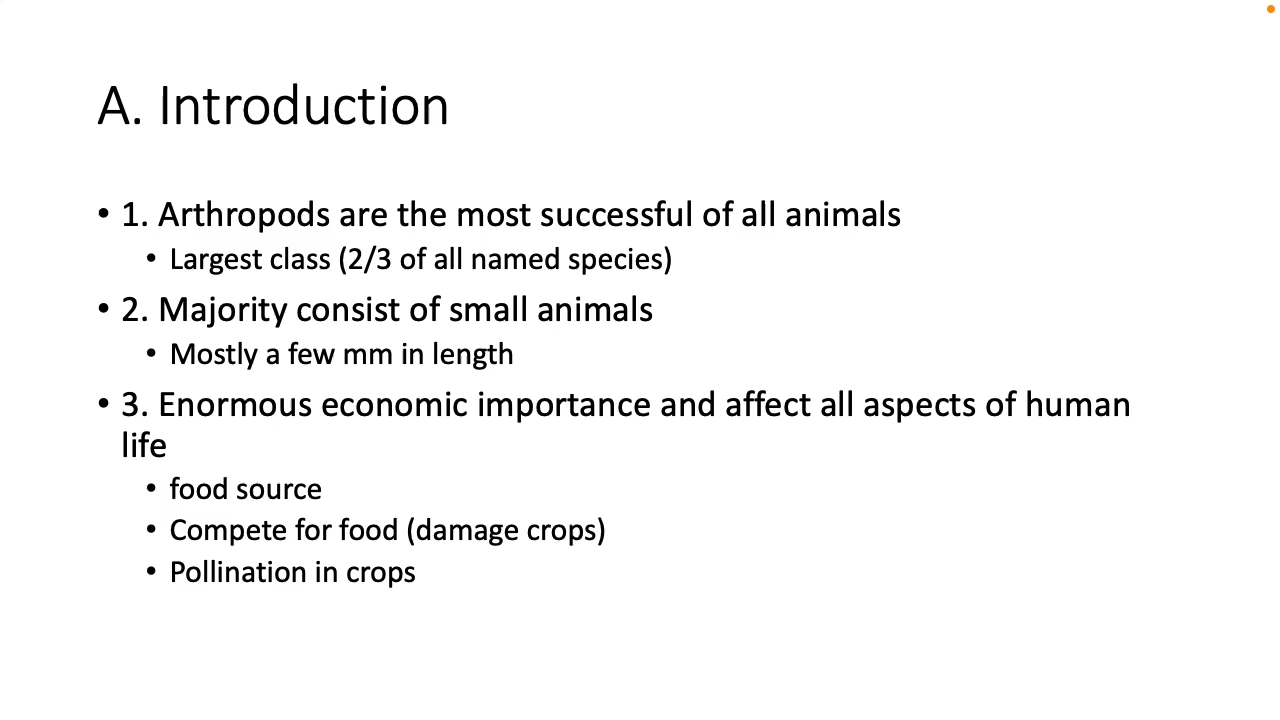 A. Introduction
• 1. Arthropods are the most successful of all animals
• Largest class (2/3 of all named species)
• 2. Majority consist of small animals
• Mostly a few mm in length
• 3. Enormous economic importance and affect all aspects of human
life
• food source
• Compete for food (damage crops)
• Pollination in crops